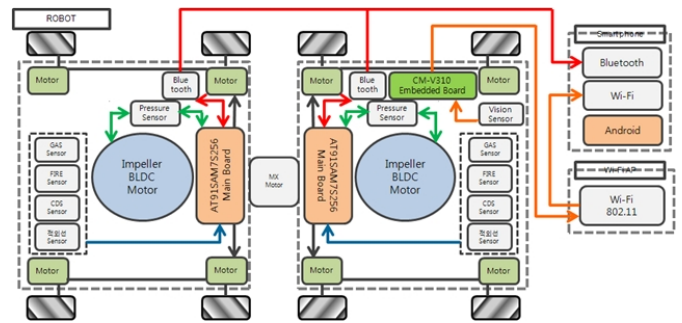 ROBOT
Motor
Blue
tooth
Motor
Pressure
Sensor
GAS
Sensor
FIRE
Sensor
CDS
Sensor
적외선
Sensor
Impeller
BLDC
Motor
AT91SAM7S256
Main Board
Motor
Motor
MX
Motor
Motor
Blue
tooth
CM-V310
Embedded Board
Motor
Pressure
Sensor
Vision
Sensor
AT91SAM7S256
Main Board
Impeller
BLDC
Motor
GAS
Sensor
FIRE
Sensor
CDS
Sensor
적외선
Sensor
Motor
Motor
Smartphone
Bluetooth
Wi-Fi
Android
Wi-Fi AP
Wi-Fi
802.11